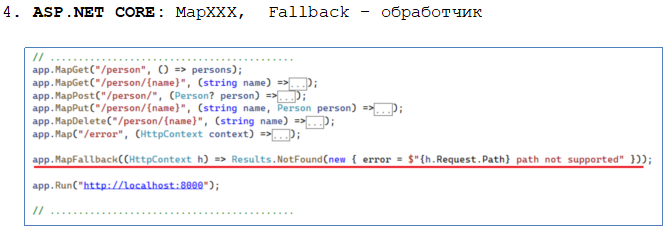 4. ASP.NET CORE: MapXXX, Fallback – обработчик
// ............................................
app.MapGet("/person", () => persons);
app.MapGet("/person/{name}", (string name) =>...);
app.MapPost("/person/", (Person? person) =>...);
app.MapPut("/person/{name}", (string name, Person person) =>...);
app.MapDelete("/person/{name}", (string name) =>...);
app.Map("/error", (HttpContext context) =>...);
app.MapFallback((HttpContext h) => Results.NotFound(new { error = $"{h.Request.Path} path not supported" }));
app.Run("http://localhost:8000");
// ............................................